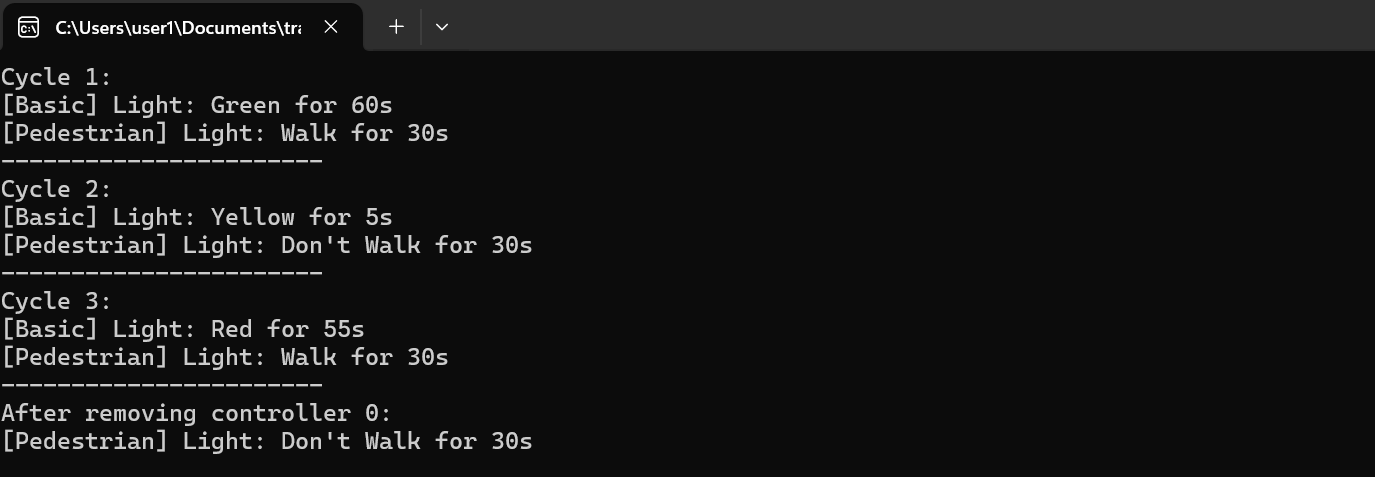 C:\Users\user1\Documents\tra
Cycle 1:
[Basic] Light: Green for 60s
[Pedestrian] Light: Walk for 30s
-----------------------
Cycle 2:
[Basic] Light: Yellow for 5s
[Pedestrian] Light: Don't Walk for 30s
-----------------------
Cycle 3:
[Basic] Light: Red for 55s
[Pedestrian] Light: Walk for 30s
-----------------------
After removing controller 0:
[Pedestrian] Light: Don't Walk for 30s